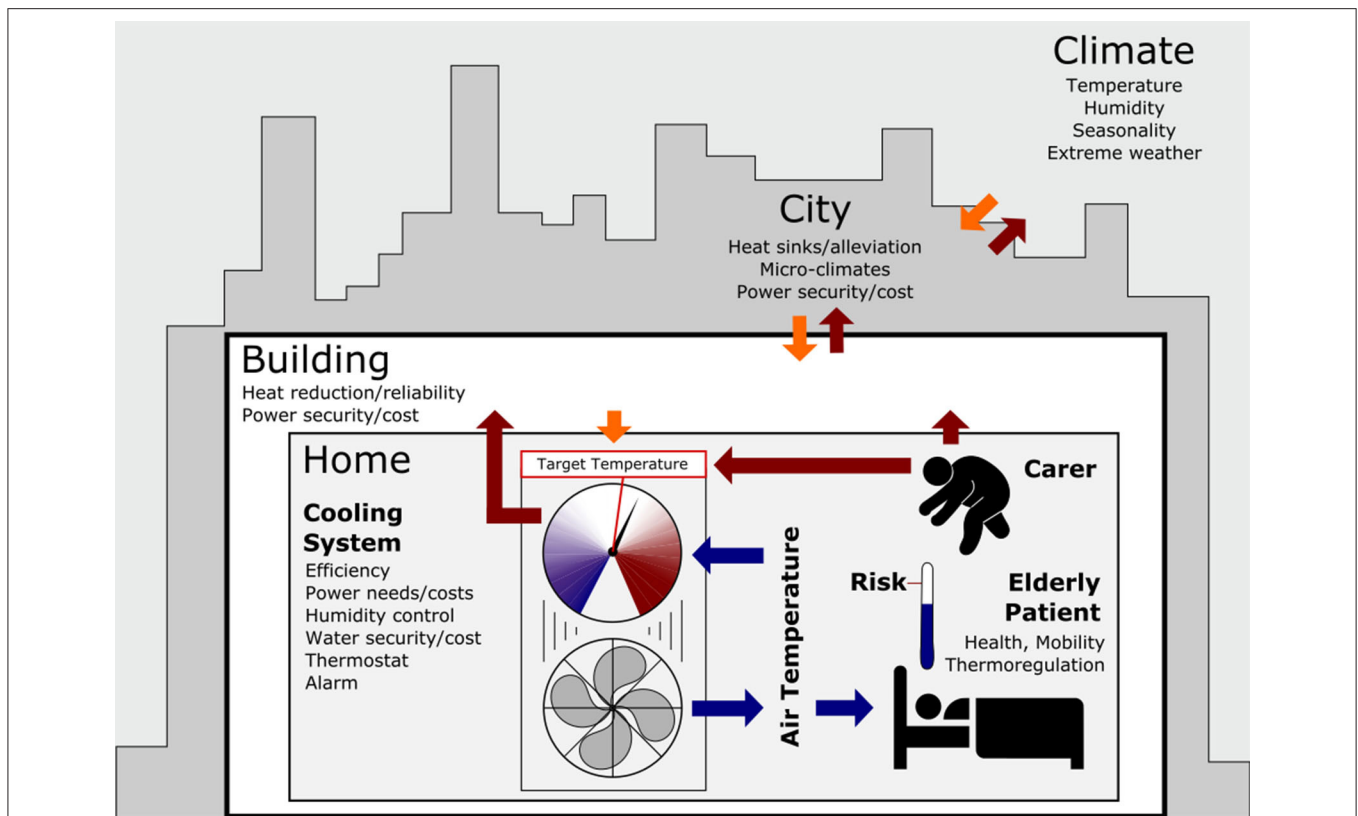 Climate
Temperature
Humidity
Seasonality
Extreme weather
City
Heat sinks/alleviation
Micro-climates
Power security/cost
Building
Heat reduction/reliability
Power security/cost
Home
Cooling
System
Efficiency
Power needs/costs
Humidity control
Water security/cost
Thermostat
Alarm
Target Temperature
Air Temperature
Carer
Risk
Elderly
Patient
Health, Mobility
Thermoregulation